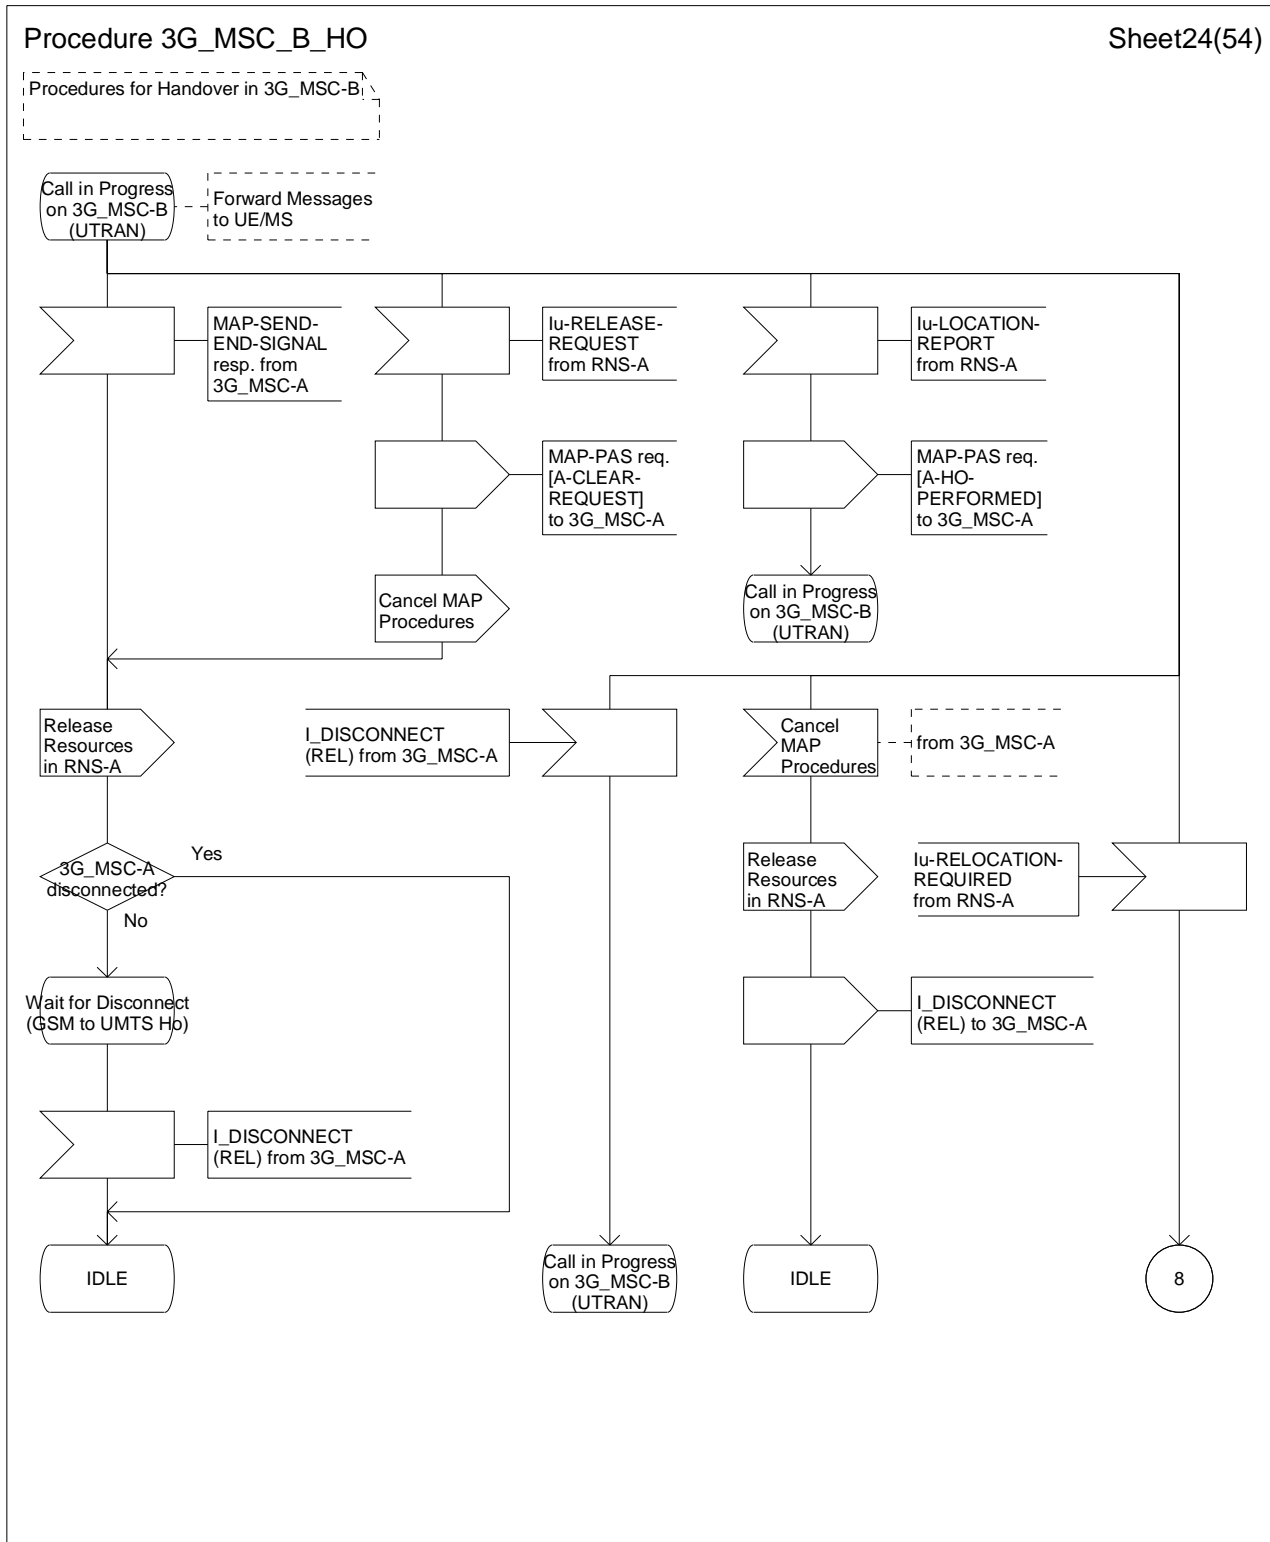 Procedure 3G_MSC_B_HO
Sheet24(54)
Procedures for Handover in 3G_MSC-B
Call in Progress
on 3G_MSC-B
(UTRAN)
Forward Messages
to UE/MS
MAP-SEND-
END-SIGNAL
resp. from
3G_MSC-A
Iu-RELEASE-
REQUEST
from RNS-A
Iu-LOCATION-
REPORT
from RNS-A
MAP-PAS req.
[A-CLEAR-
REQUEST]
to 3G_MSC-A
MAP-PAS req.
[A-HO-
PERFORMED]
to 3G_MSC-A
Cancel MAP
Procedures
Call in Progress
on 3G_MSC-B
(UTRAN)
Release
Resources
in RNS-A
I_DISCONNECT
(REL) from 3G_MSC-A
Cancel
MAP
Procedures
from 3G_MSC-A
3G_MSC-A
disconnected?
Yes
No
Release
Resources
in RNS-A
Iu-RELOCATION-
REQUIRED
from RNS-A
Wait for Disconnect
(GSM to UMTS Ho)
I_DISCONNECT
(REL) to 3G_MSC-A
I_DISCONNECT
(REL) from 3G_MSC-A
IDLE
Call in Progress
on 3G_MSC-B
(UTRAN)
IDLE
8